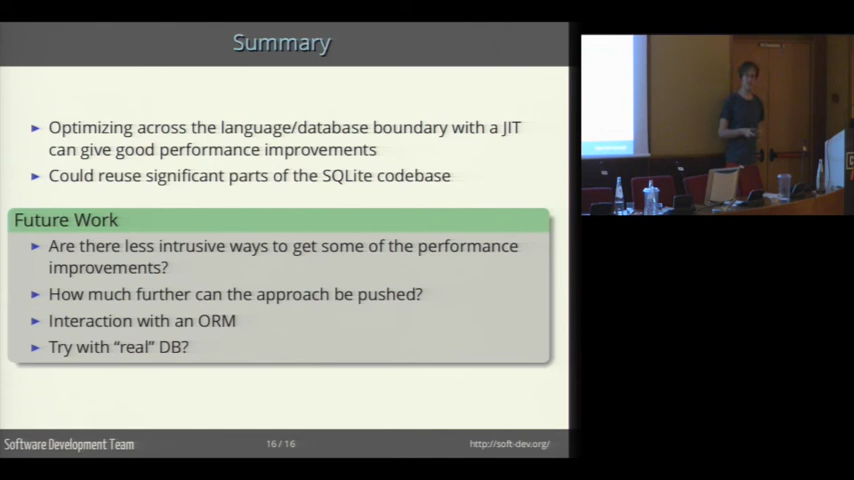 Summary
▸ Optimizing across the language/database boundary with a JIT
can give good performance improvements
▸ Could reuse significant parts of the SQLite codebase
Future Work
▸ Are there less intrusive ways to get some of the performance
improvements?
▸ How much further can the approach be pushed?
▸ Interaction with an ORM
▸ Try with “real” DB?
Software Development Team
16 / 16
http://soft-dev.org/